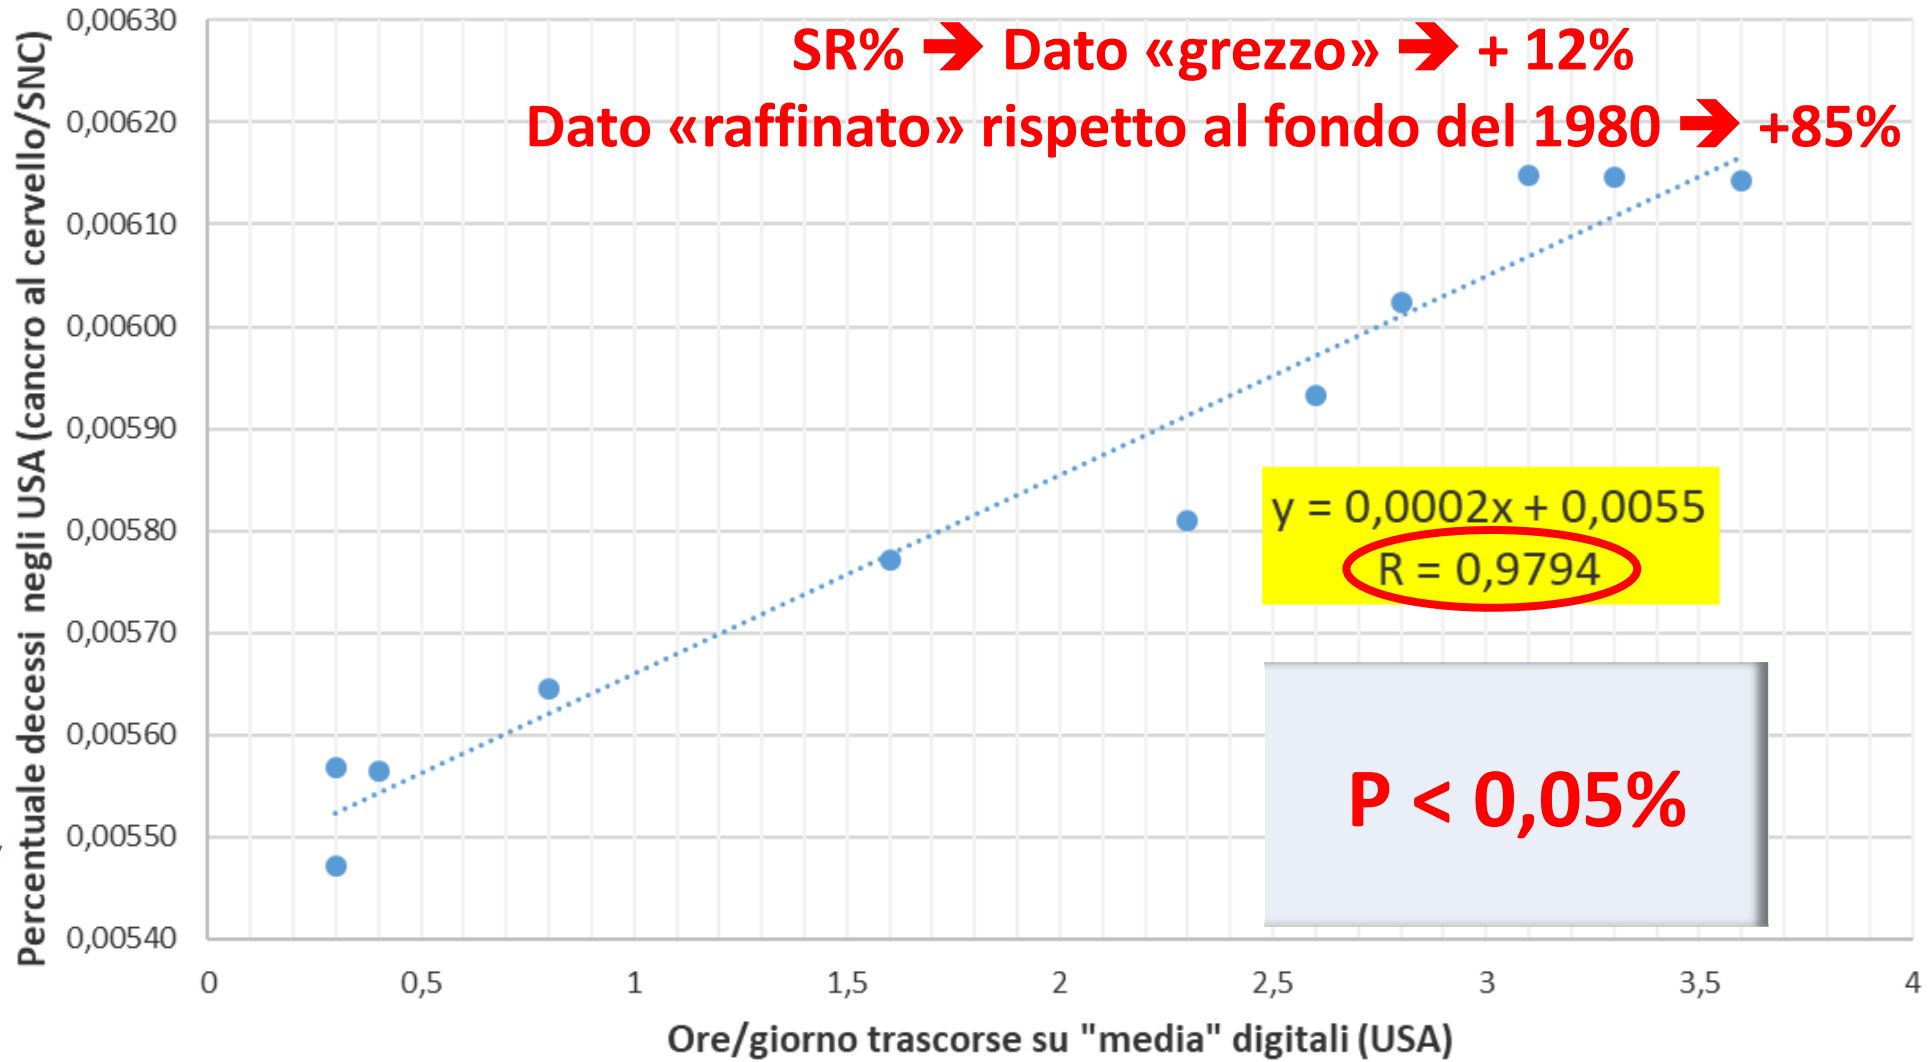 SR% ➔ Dato «grezzo» ➔ + 12%
Dato «raffinato» rispetto al fondo del 1980 ➔ +85%
Percentuale decessi negli USA (cancro al cervello/SNC)
0,00630
0,00620
0,00610
0,00600
0,00590
0,00580
0,00570
0,00560
0,00550
0,00540
y = 0,0002x + 0,0055
R = 0,9794
P < 0,05%
0 0,5 1 1,5 2 2,5 3 3,5 4
Ore/giorno trascorse su "media" digitali (USA)